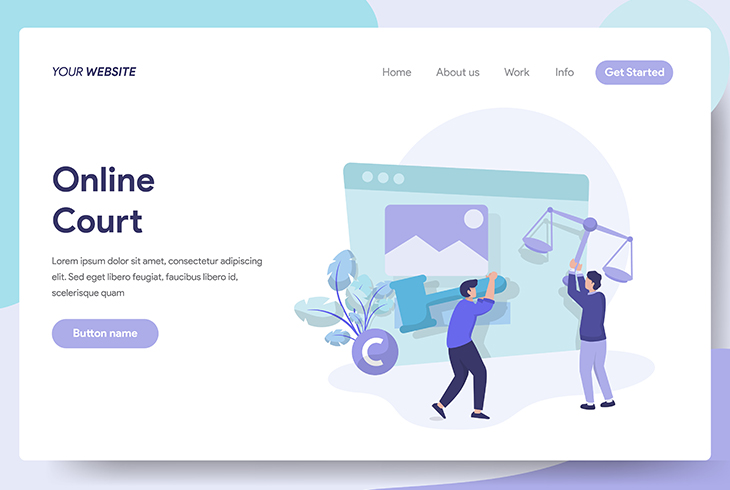 YOUR WEBSITE
Home About us Work Info Get Started
Online
Court
Lorem ipsum dolor sit amet, consectetur adipiscing
elit. Sed eget libero feugiat, faucibus libero id,
scelerisque quam
Button name
C